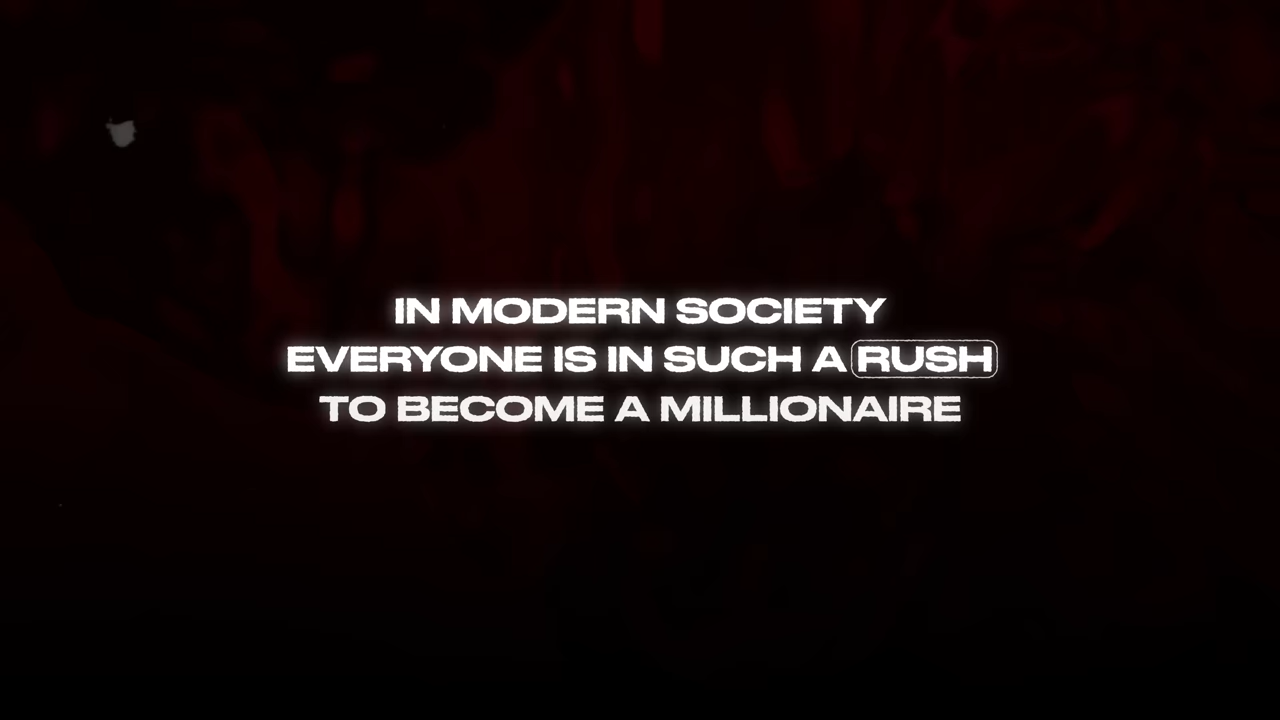 IN MODERN SOCIETY
EVERYONE IS IN SUCH A RUSH
TO BECOME A MILLIONAIRE